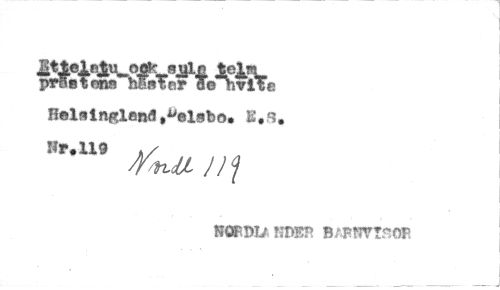 Ettelatu ock sula telm
prästens hästar de hvita
Helsingland, Delsbo. E.S.
Nr.119
Nordl 119
NORDLANDER BARNVISOR